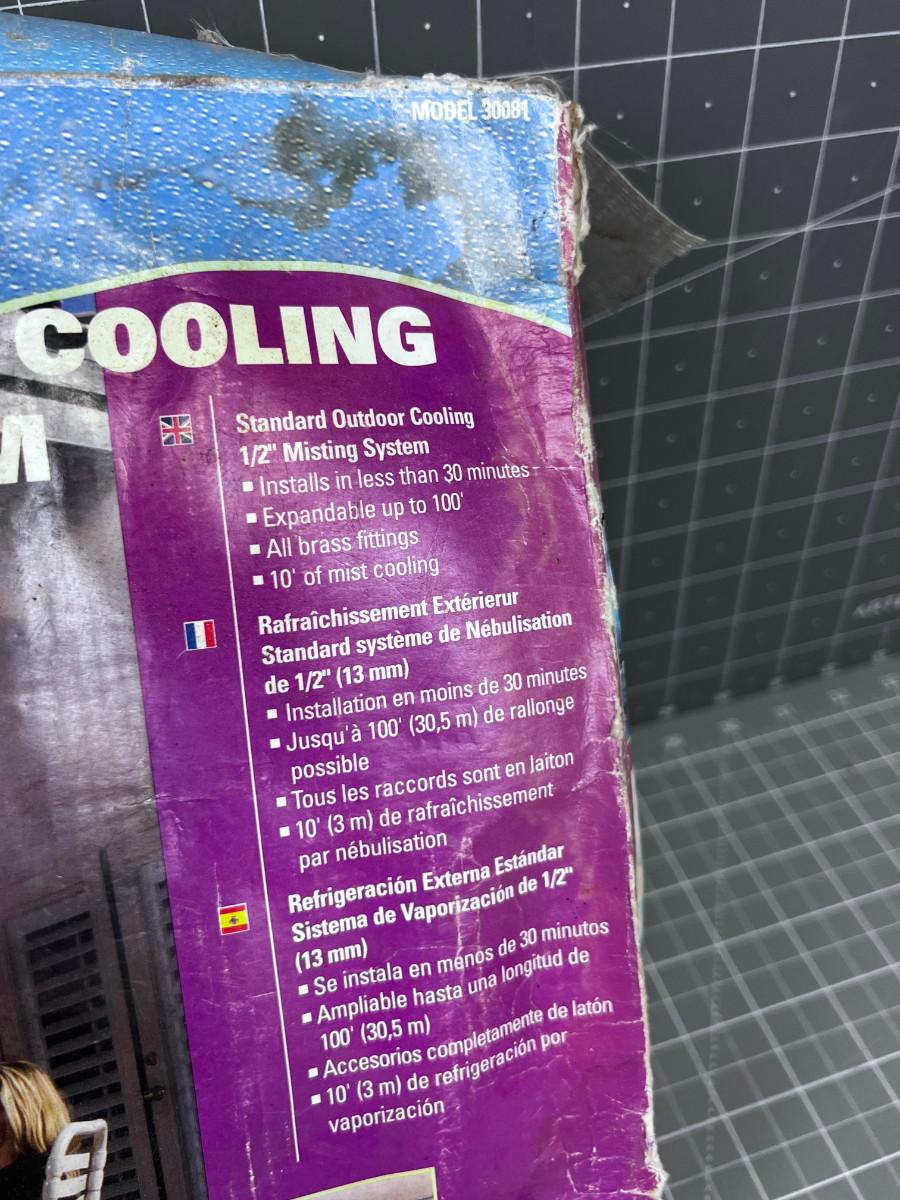 MODEL 30081
COOLING
M
Standard Outdoor Cooling
1/2" Misting System
▪ Installs in less than 30 minutes
▪ Expandable up to 100'
▪ All brass fittings
▪ 10' of mist cooling
Rafraîchissement Extérierur
Standard système de Nébulisation
de 1/2" (13 mm)
▪ Installation en moins de 30 minutes
▪ Jusqu'à 100' (30,5 m) de rallonge
possible
▪ Tous les raccords sont en laiton
▪ 10' (3 m) de rafraîchissement
par nébulisation
Refrigeración Externa Estándar
Sistema de Vaporización de 1/2"
(13 mm)
▪ Se instala en menos de 30 minutos
▪ Ampliable hasta una longitud de
100' (30,5 m)
▪ Accesorios completamente de latón
▪ 10' (3 m) de refrigeración por
vaporización